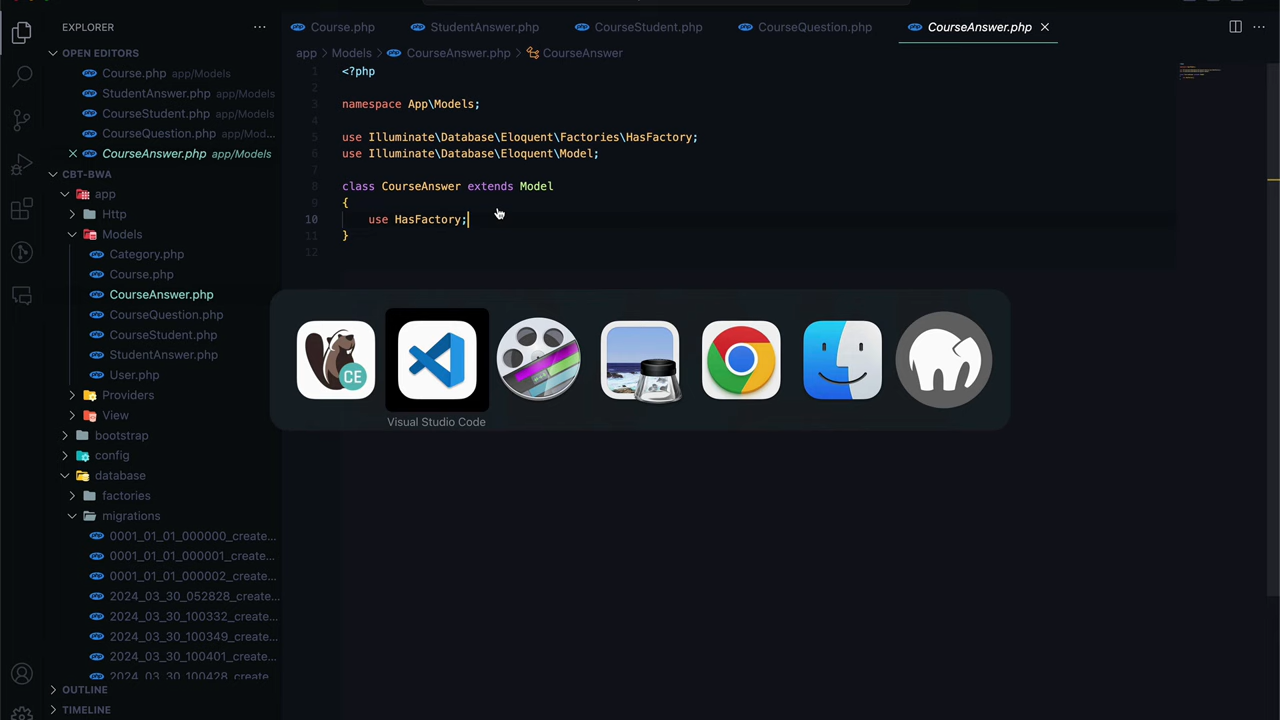 EXPLORER
OPEN EDITORS
Course.php app/Models
StudentAnswer.php app/Models
CourseStudent.php app/Models
CourseQuestion.php app/Mod...
CourseAnswer.php app/Models
CBT-BWA
app
Http
Models
Category.php
Course.php
CourseAnswer.php
CourseQuestion.php
CourseStudent.php
StudentAnswer.php
User.php
Providers
View
bootstrap
config
database
factories
migrations
0001_01_01_000000_create...
0001_01_01_000001_create...
0001_01_01_000002_create...
2024_03_30_052828_create...
2024_03_30_100332_create...
2024_03_30_100349_create...
2024_03_30_100401_create...
2024_03_30_100428_create
OUTLINE
TIMELINE
Course.php StudentAnswer.php CourseStudent.php CourseQuestion.php CourseAnswer.php
app > Models > CourseAnswer.php > CourseAnswer
1 <?php
2
3 namespace App\Models;
4
5 use Illuminate\Database\Eloquent\Factories\HasFactory;
6 use Illuminate\Database\Eloquent\Model;
7
8 class CourseAnswer extends Model
9 {
10 use HasFactory;
11 }
12
CE
Visual Studio Code